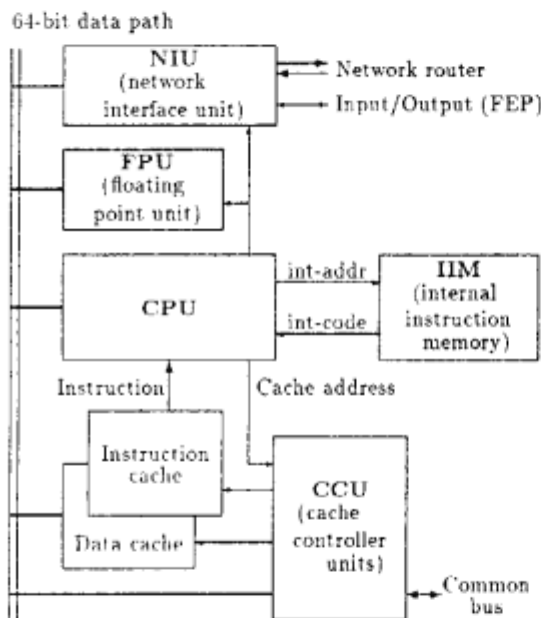 64-bit data path
NIU
(network
interface unit)
Network router
Input/Output (FEP)
FPU
(floating
point unit)
CPU
int-addr
int-code
IIM
(internal
instruction
memory)
Instruction
Cache address
Instruction
cache
Data cache
CCU
(cache
controller
units)
Common
bus